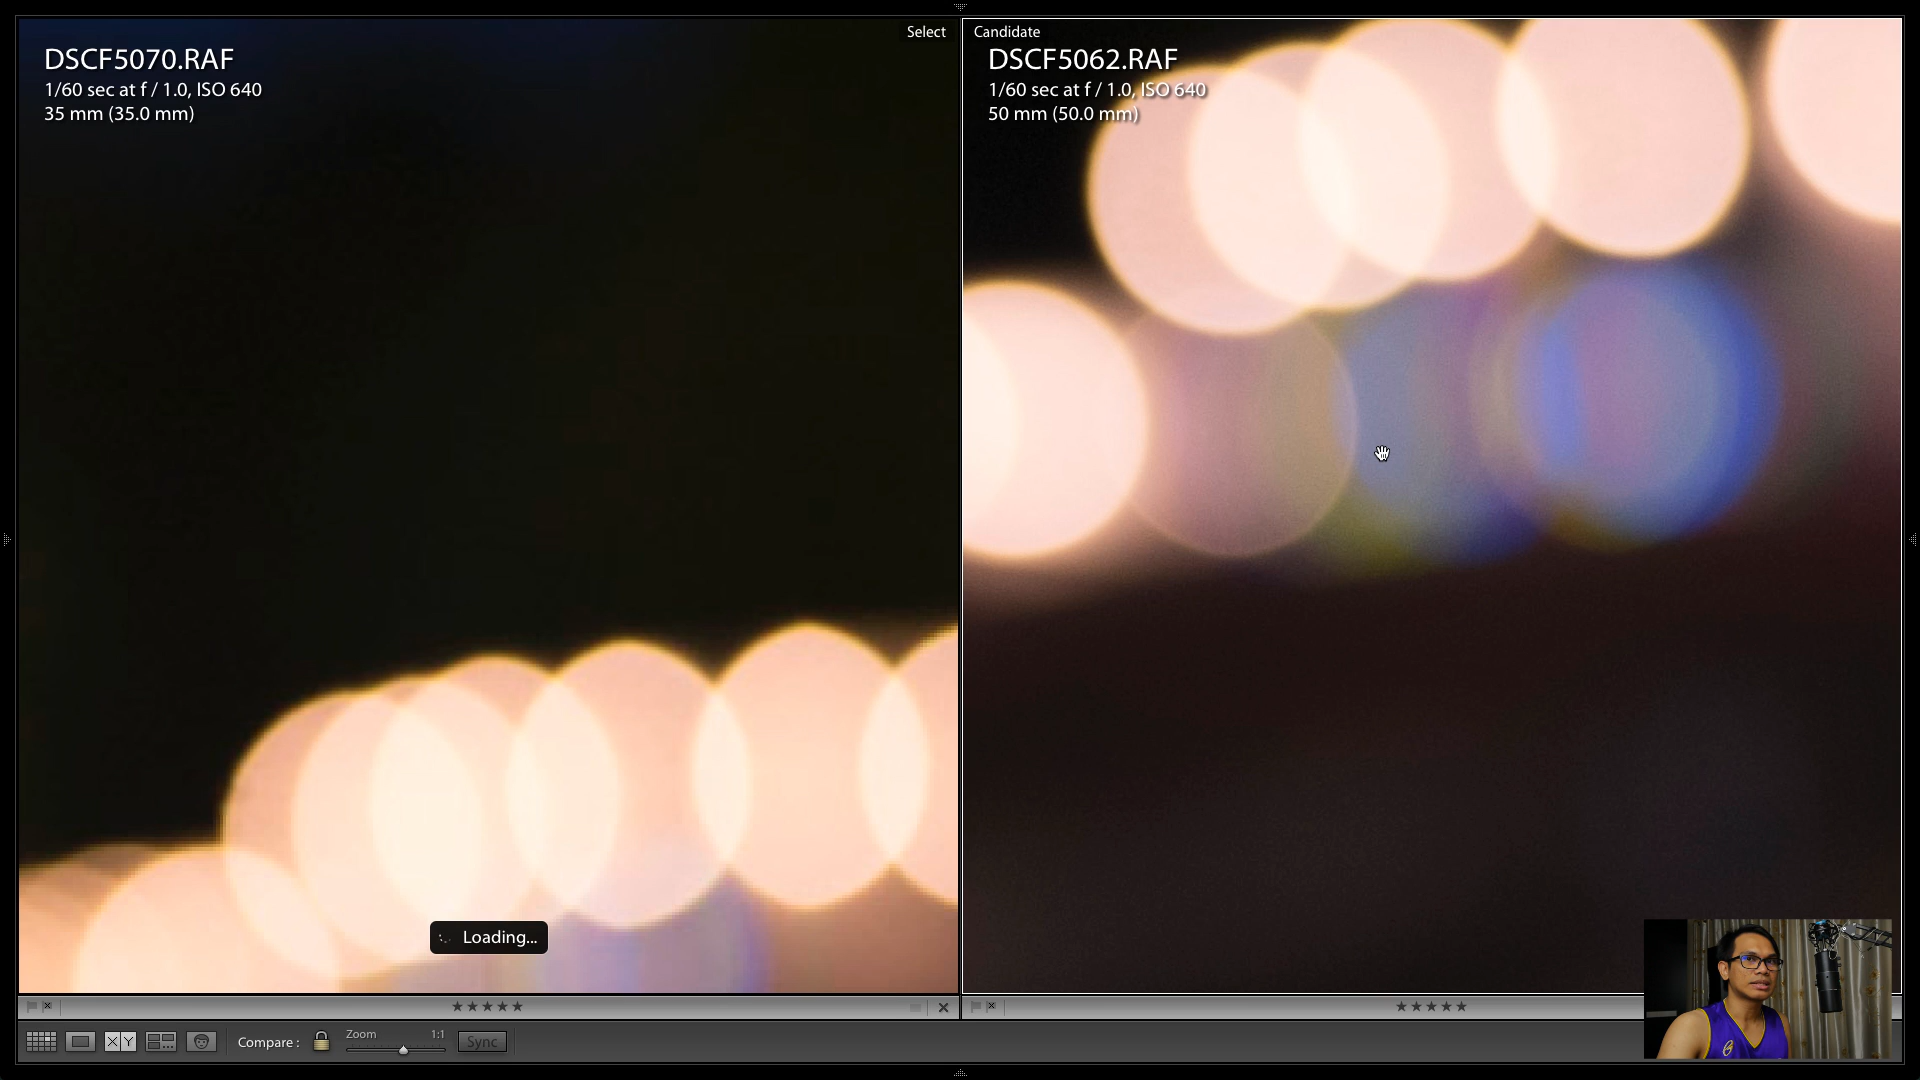 Select
DSCF5070.RAF
1/60 sec at f / 1.0, ISO 640
35 mm (35.0 mm)
Candidate
DSCF5062.RAF
1/60 sec at f / 1.0, ISO 640
50 mm (50.0 mm)
Loading...
XY
Compare :
Zoom
1:1
Sync